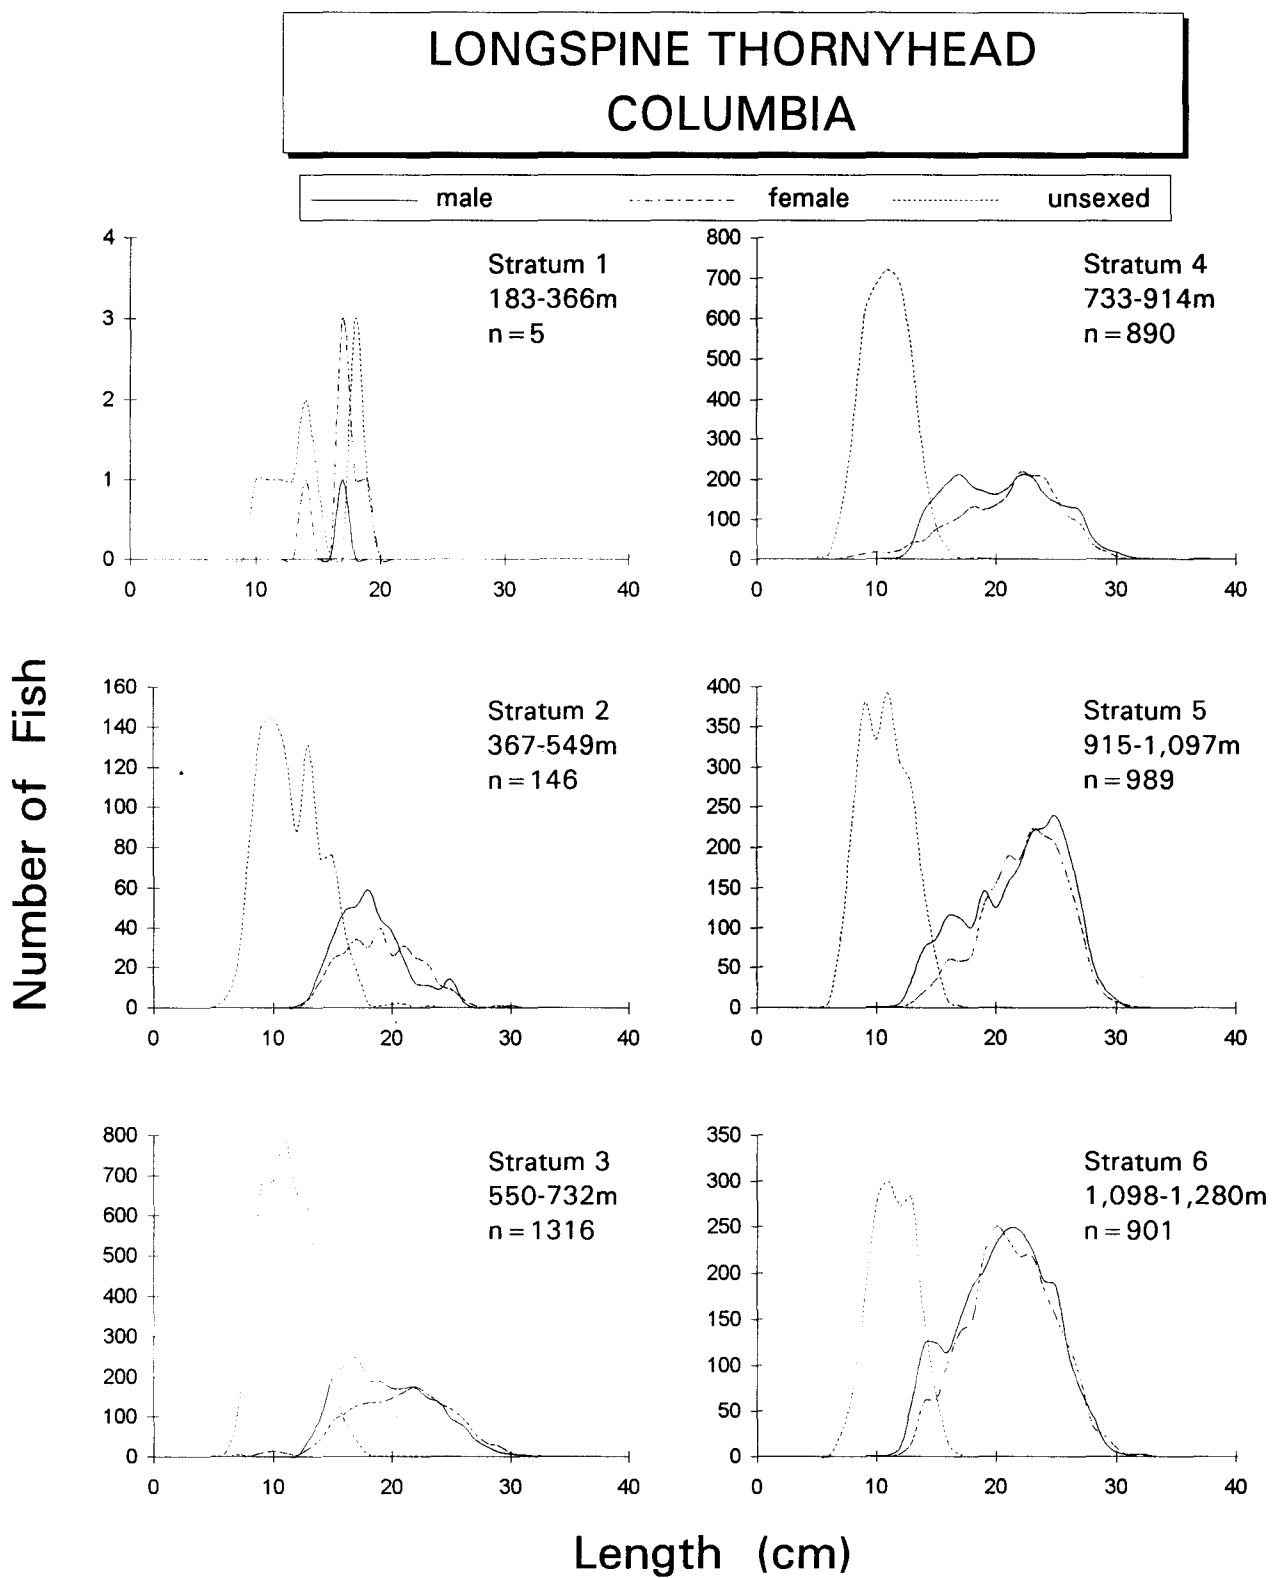 LONGSPINE THORNYHEAD
COLUMBIA
male female unsexed
Stratum 1
183-366m
n=5
4
3
2
1
0
0 10 20 30 40
Stratum 4
733-914m
n=890
800
700
600
500
400
300
200
100
0
0 10 20 30 40
Stratum 2
367-549m
n=146
160
140
120
100
80
60
40
20
0
0 10 20 30 40
Stratum 5
915-1,097m
n=989
400
350
300
250
200
150
100
50
0
0 10 20 30 40
Stratum 3
550-732m
n=1316
800
700
600
500
400
300
200
100
0
0 10 20 30 40
Stratum 6
1,098-1,280m
n=901
350
300
250
200
150
100
50
0
0 10 20 30 40
Number of Fish
Length (cm)